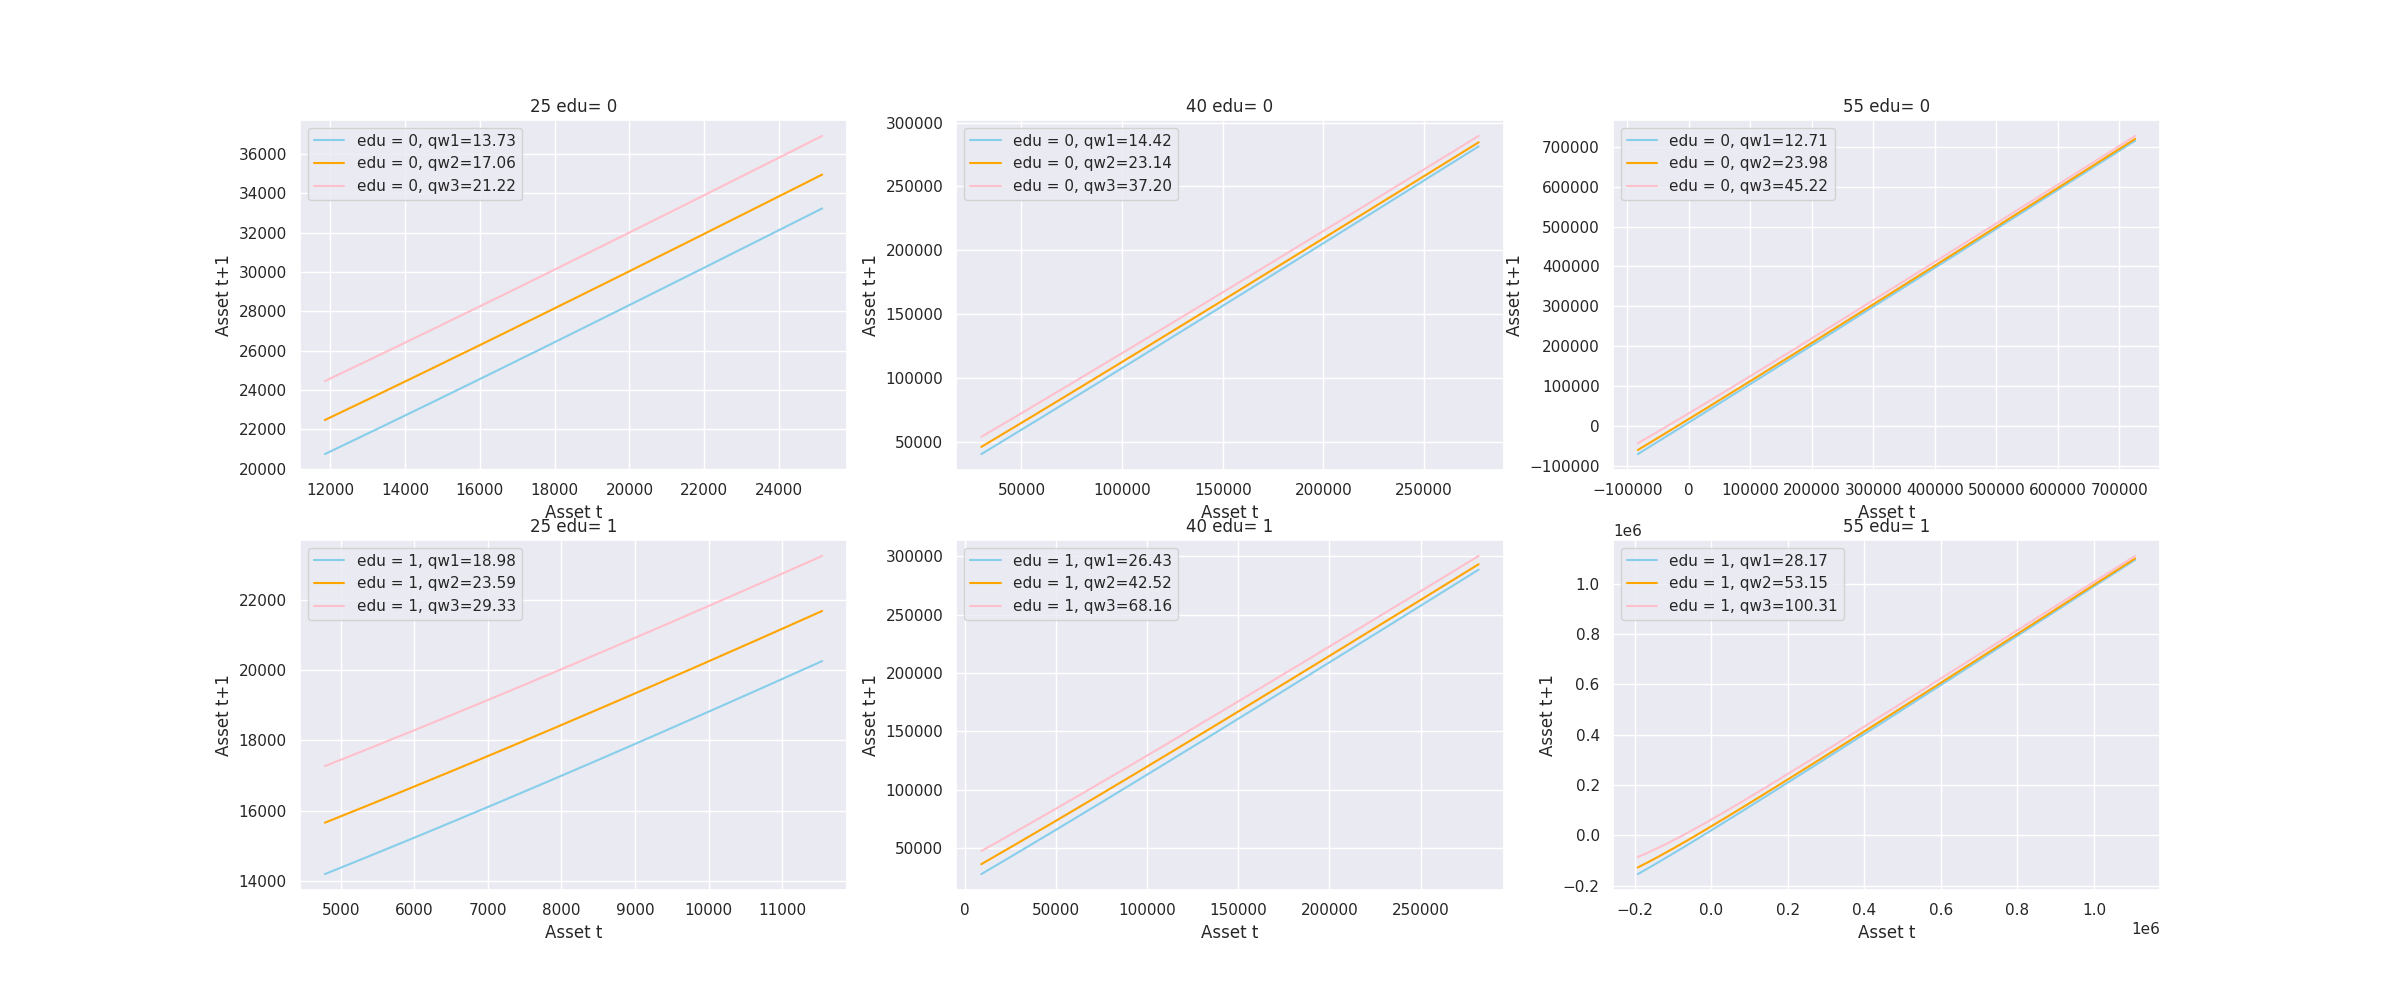 25 edu= 0
edu = 0, qw1=13.73
edu = 0, qw2=17.06
edu = 0, qw3=21.22
36000
34000
32000
30000
28000
26000
24000
22000
20000
Asset t+1
12000 14000 16000 18000 20000 22000 24000
Asset t
40 edu= 0
edu = 0, qw1=14.42
edu = 0, qw2=23.14
edu = 0, qw3=37.20
300000
250000
200000
150000
100000
50000
Asset t+1
50000 100000 150000 200000 250000
Asset t
55 edu= 0
edu = 0, qw1=12.71
edu = 0, qw2=23.98
edu = 0, qw3=45.22
700000
600000
500000
400000
300000
200000
100000
0
−100000
Asset t+1
−100000 0 100000 200000 300000 400000 500000 600000 700000
Asset t
25 edu= 1
edu = 1, qw1=18.98
edu = 1, qw2=23.59
edu = 1, qw3=29.33
22000
20000
18000
16000
14000
Asset t+1
5000 6000 7000 8000 9000 10000 11000
Asset t
40 edu= 1
edu = 1, qw1=26.43
edu = 1, qw2=42.52
edu = 1, qw3=68.16
300000
250000
200000
150000
100000
50000
Asset t+1
0 50000 100000 150000 200000 250000
Asset t
55 edu= 1
1e6
edu = 1, qw1=28.17
edu = 1, qw2=53.15
edu = 1, qw3=100.31
1.0
0.8
0.6
0.4
0.2
0.0
−0.2
Asset t+1
−0.2 0.0 0.2 0.4 0.6 0.8 1.0
1e6
Asset t